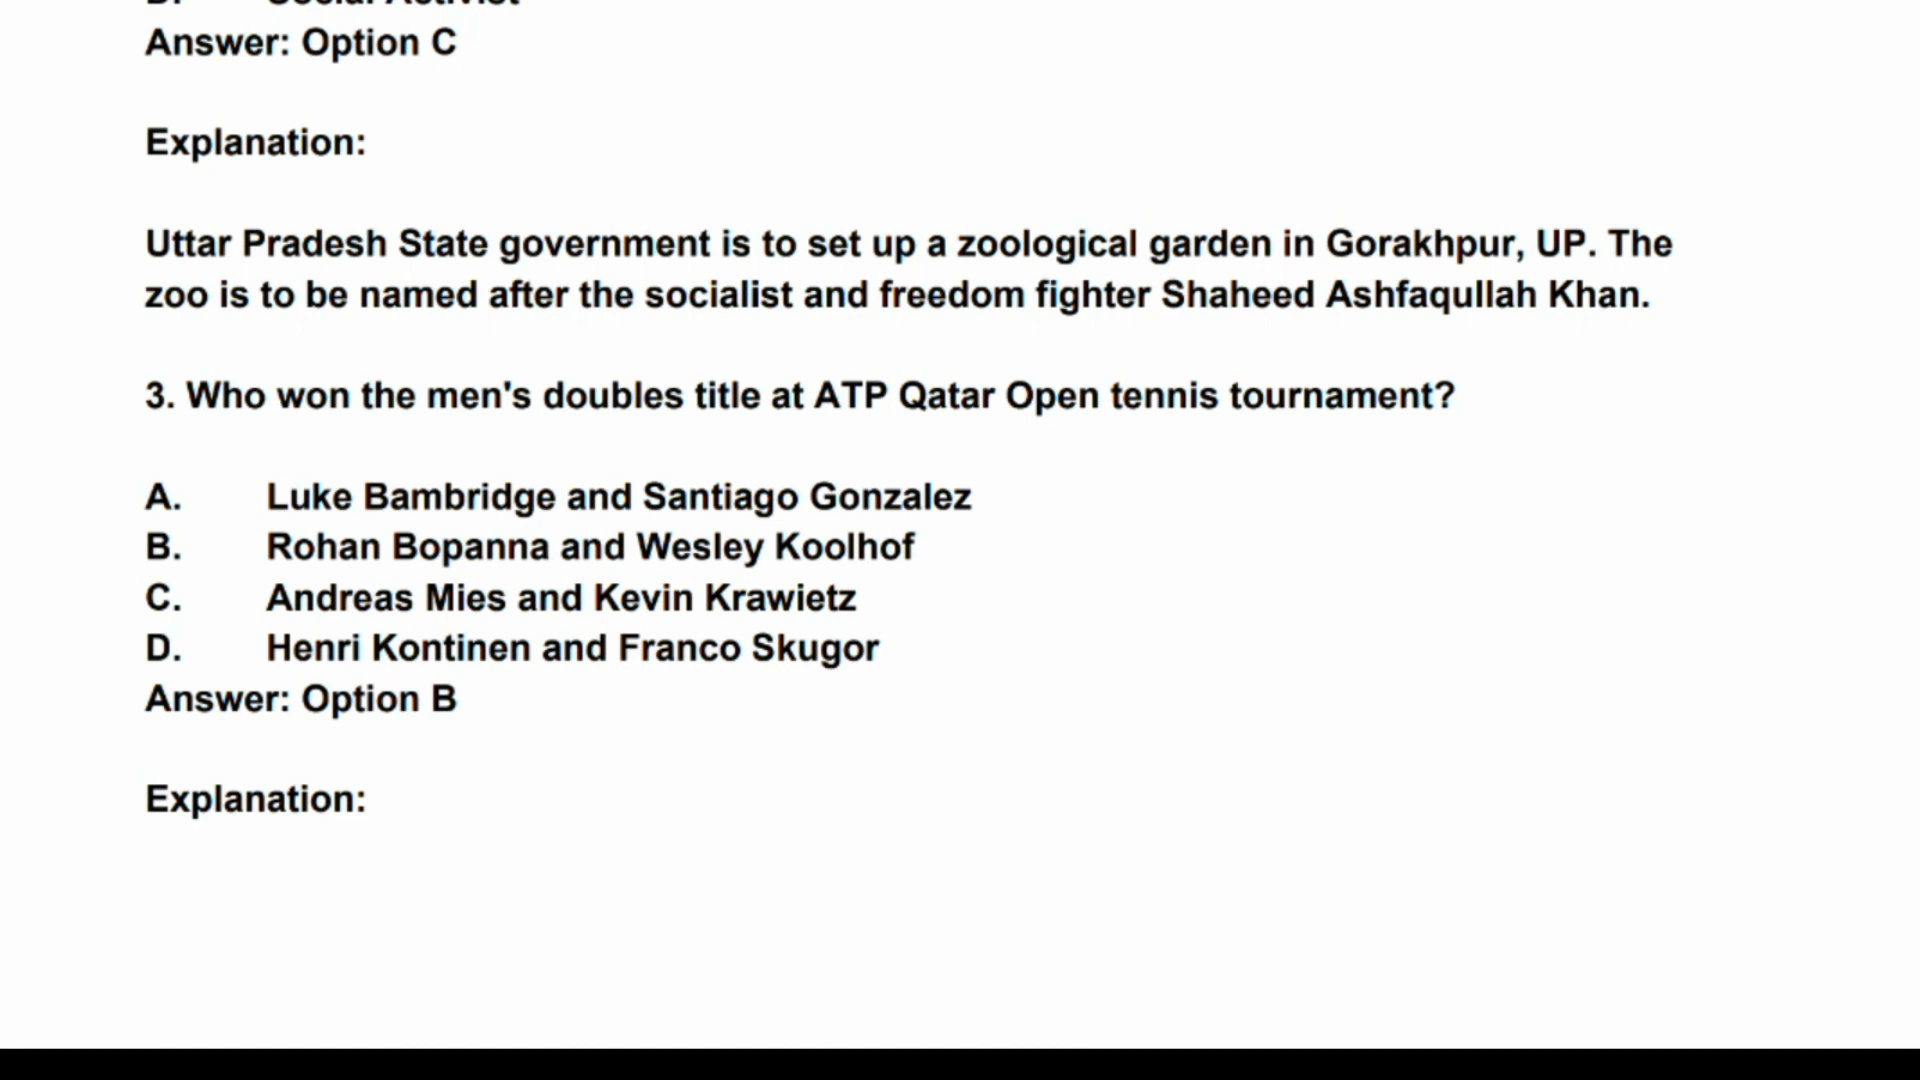 D. Social Activist
Answer: Option C
Explanation:
Uttar Pradesh State government is to set up a zoological garden in Gorakhpur, UP. The
zoo is to be named after the socialist and freedom fighter Shaheed Ashfaqullah Khan.
3. Who won the men's doubles title at ATP Qatar Open tennis tournament?
A. Luke Bambridge and Santiago Gonzalez
B. Rohan Bopanna and Wesley Koolhof
C. Andreas Mies and Kevin Krawietz
D. Henri Kontinen and Franco Skugor
Answer: Option B
Explanation: